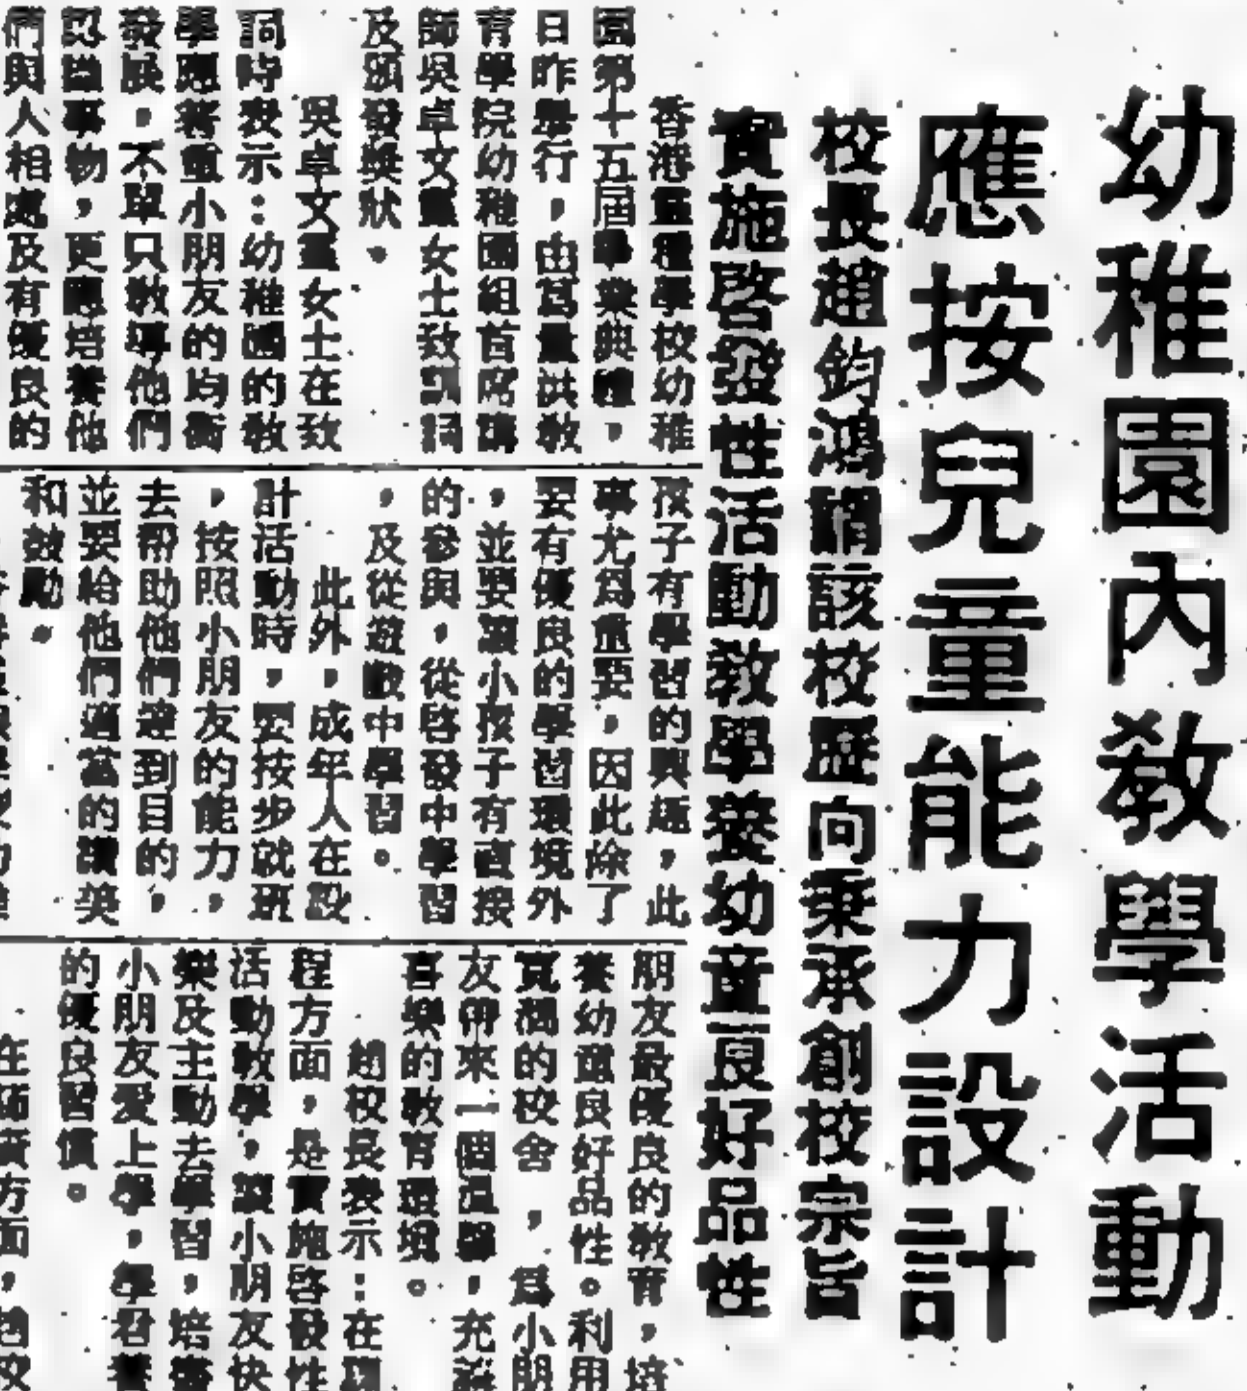 幼稚園內教學活動
應按兒童能力設計
校長趙鈞鴻稱該校歷向秉承創校宗旨
實施啓發性活動教學養幼童良好品性
香港重種學校幼稚
園第十五屆畢業典禮，
日昨舉行，由葛量洪教
育學院幼稚園組首席講
師吳卓文女士致訓詞
及頒發獎狀。
吳卓文女士在致
詞時表示：幼稚園的教
學應著重小朋友的均衡
發展，不單只教導他們
認識事物，更應培養他
們與人相處及有優良的
孩子有學習的興趣，此
事尤爲重要，因此除了
要有優良的學習環境外
，並要讓小孩子有直接
的參與，從啓發中學習
，及從遊戲中學習。
此外，成年人在設
計活動時，要按步就班
，按照小朋友的能力，
去帮助他們達到目的，
並要給他們適當的讚美
和鼓勵。
朋友最優良的教育，培
養幼童良好品性。利用
寬濶的校舍，爲小朋
友帶來一個溫馨，充滿
喜樂的教育環境。
趙校長表示：在課
程方面，是實施啓發性
活動教學，讓小朋友快
樂及主動去學習，培養
小朋友愛上學，學習養
的優良習慣。
在師資方面，趙校